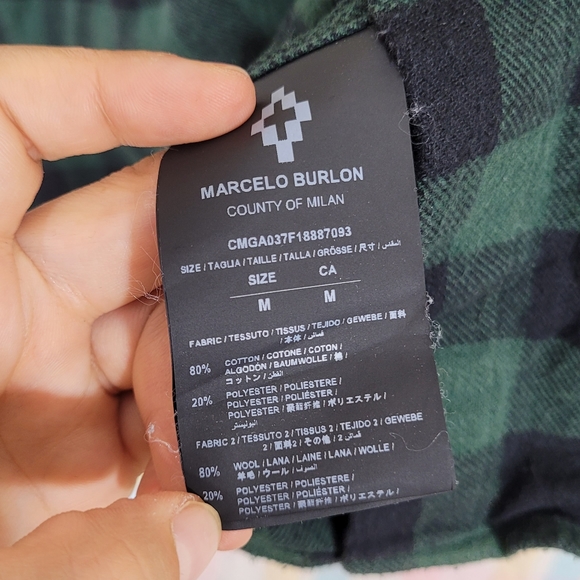 MARCELO BURLON
COUNTY OF MILAN
CMGA037F18887093
SIZE / TAGLIA / TAILLE / TALLA / GRÖSSE / 尺寸 / المقاس
SIZE CA
M M
FABRIC / TESSUTO / TISSUS / TEJIDO / GEWEBE / 面料
/ 本体 / قماش
80% COTTON / COTONE / COTON /
ALGODÓN / BAUMWOLLE / 棉 /
コットン / القطن
20% POLYESTER / POLIESTERE /
POLYESTER / POLIÉSTER /
POLYESTER / 聚酯纤维 / ポリエステル /
البوليستر
FABRIC 2 / TESSUTO 2 / TISSUS 2 / TEJIDO 2 / GEWEBE
2 / 面料2 / その他 / 2 قماش
80% WOOL / LANA / LAINE / LANA / WOLLE /
羊毛 / ウール / الصوف
20% POLYESTER / POLIESTERE /
POLYESTER / POLIÉSTER /
POLYESTER / 聚酯纤维 / ポリエステル /